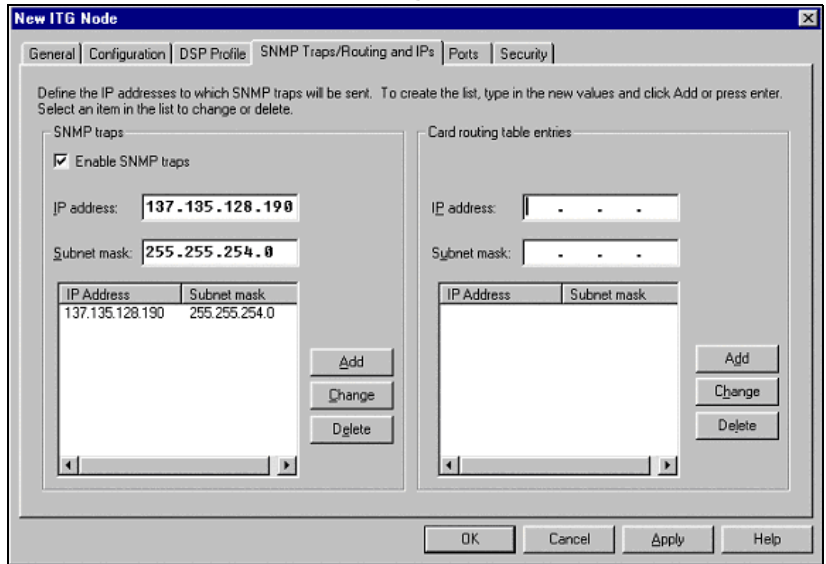 New ITG Node
General Configuration DSP Profile SNMP Traps/Routing and IPs Ports Security
Define the IP addresses to which SNMP traps will be sent. To create the list, type in the new values and click Add or press enter.
Select an item in the list to change or delete.
SNMP traps
Enable SNMP traps
IP address: 137.135.128.190
Subnet mask: 255.255.254.0
IP Address Subnet mask
137.135.128.190 255.255.254.0
Add
Change
Delete
Card routing table entries
IP address: . . .
Subnet mask: . . .
IP Address Subnet mask
Add
Change
Delete
OK Cancel Apply Help